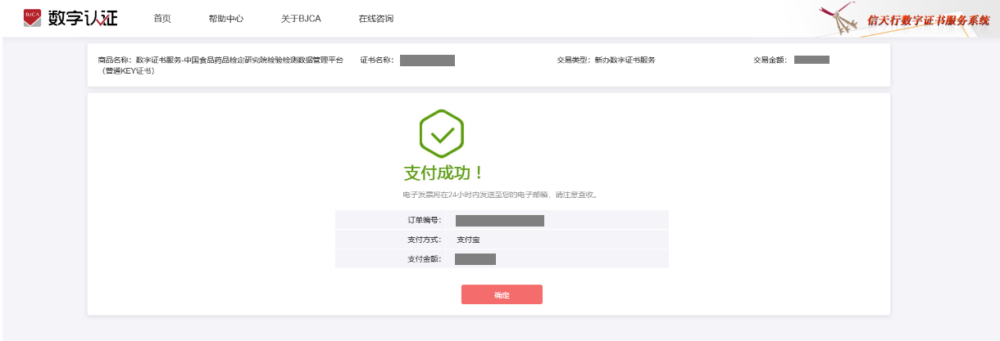 BJCA 数字认证
首页 帮助中心 关于BJCA 在线咨询
信天行数字证书服务系统
商品名称：数字证书服务-中国食品药品检定研究院检验检测数据管理平台 证书名称： 交易类型：新办数字证书服务 交易金额：
（普通KEY证书）
支付成功！
电子发票将在24小时内发送至您的电子邮箱，请注意查收。
订单编号：
支付方式： 支付宝
支付金额：
确定